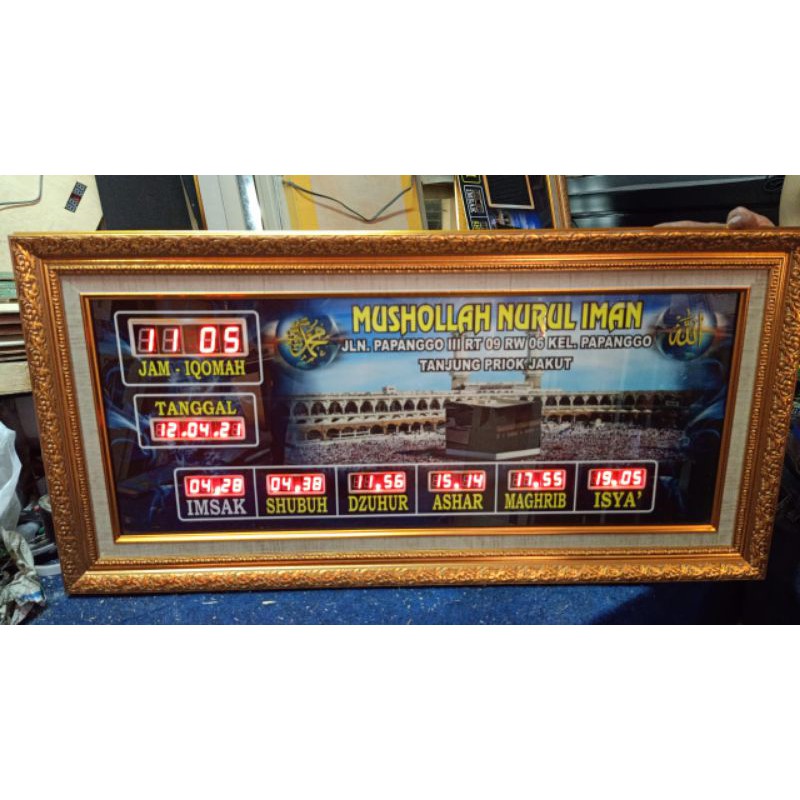 MUSHOLLAH NURUL IMAN
JLN. PAPANGGO III RT 09 RW 06 KEL. PAPANGGO
TANJUNG PRIOK JAKUT
محمد
الله
11 05
JAM - IQOMAH
TANGGAL
12.04.21
04.28 04.38 11.56 15.14 17.55 19.05
IMSAK SHUBUH DZUHUR ASHAR MAGHRIB ISYA'